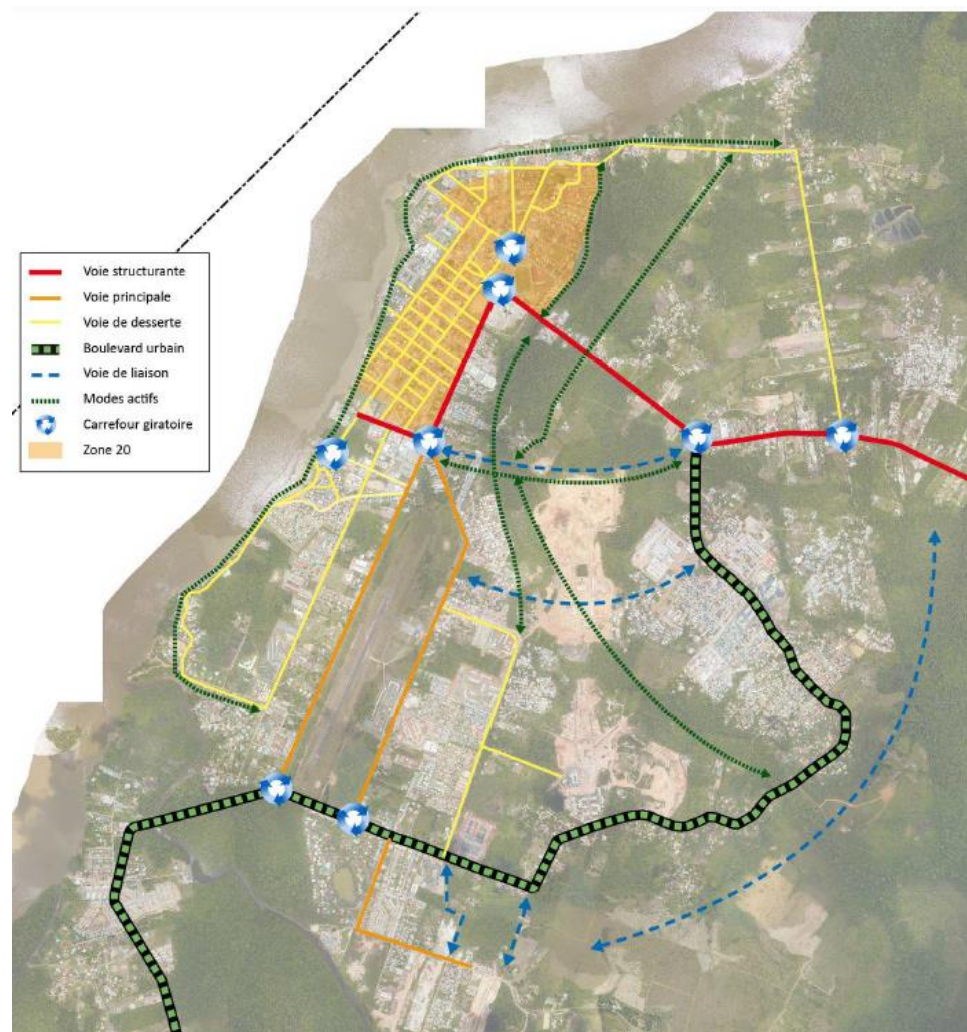 Voie structurante
Voie principale
Voie de desserte
Boulevard urbain
Voie de liaison
Modes actifs
Carrefour giratoire
Zone 20